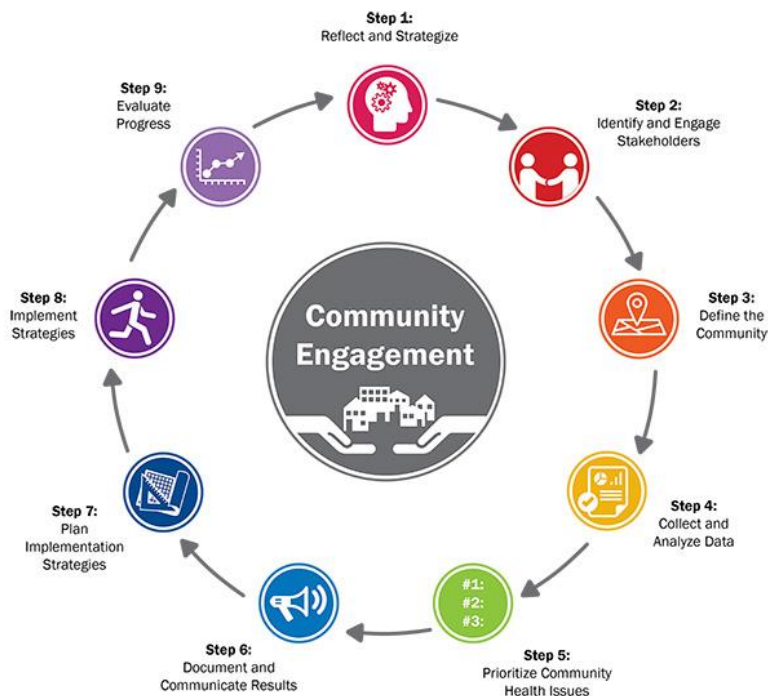 Step 1:
Reflect and Strategize
Step 2:
Identify and Engage
Stakeholders
Step 3:
Define the
Community
Step 4:
Collect and
Analyze Data
#1:
#2:
#3:
Step 5:
Prioritize Community
Health Issues
Step 6:
Document and
Communicate Results
Step 7:
Plan
Implementation
Strategies
Step 8:
Implement
Strategies
Step 9:
Evaluate
Progress
Community
Engagement